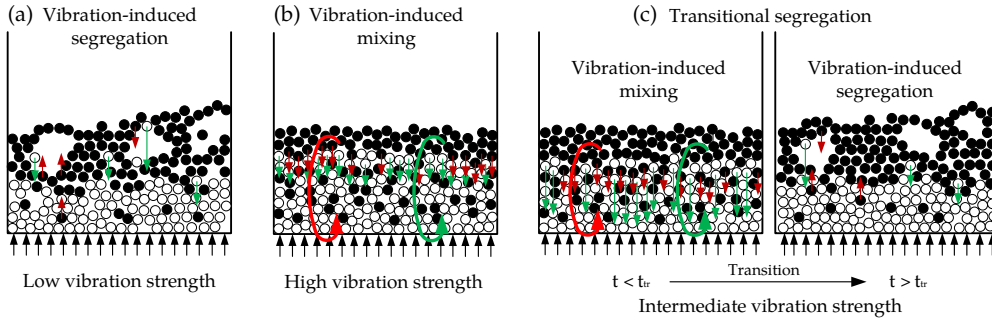 (a) Vibration-induced
segregation
Low vibration strength
(b) Vibration-induced
mixing
High vibration strength
(c) Transitional segregation
Vibration-induced
mixing
Vibration-induced
segregation
t < ttr
Transition
t > ttr
Intermediate vibration strength